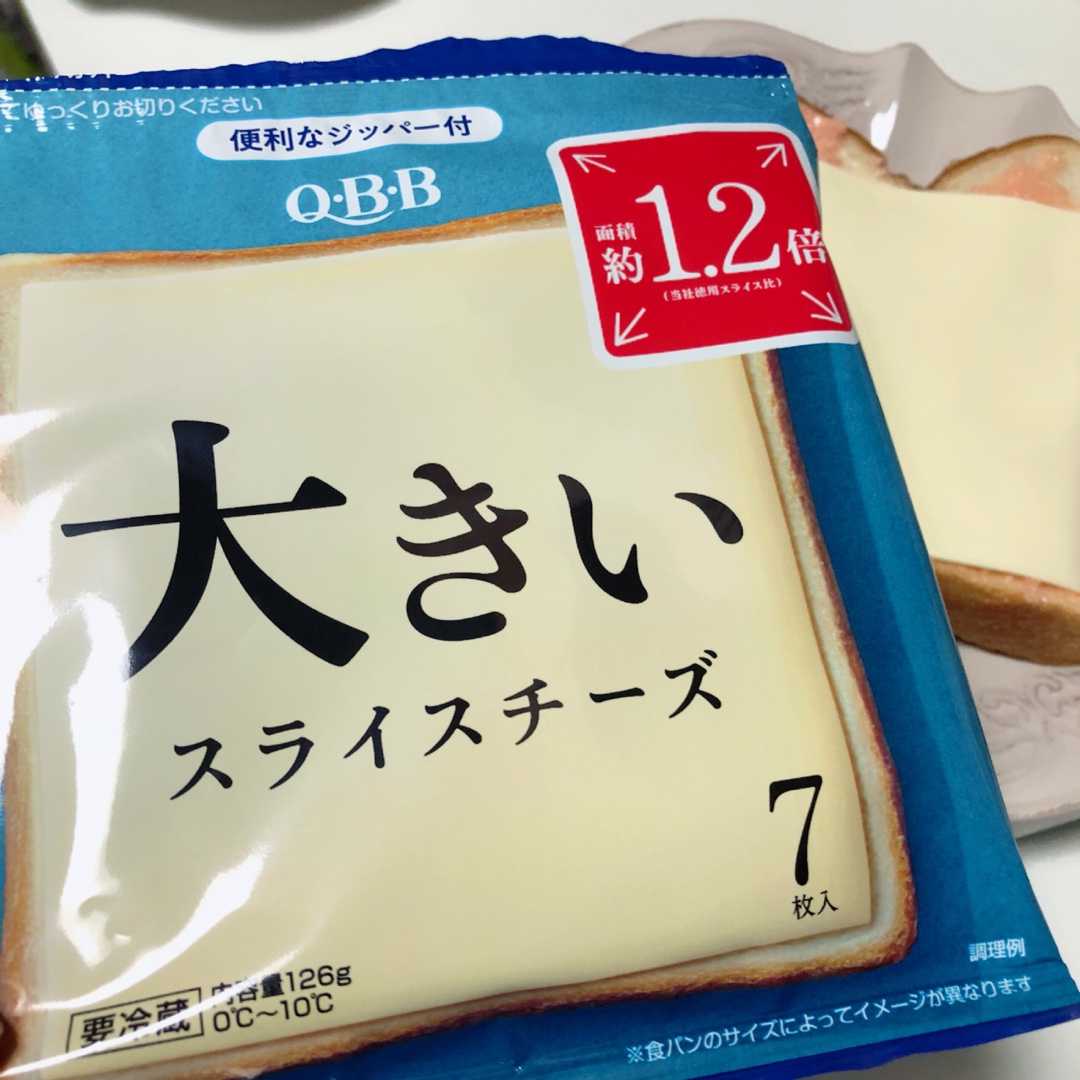 てゆっくりお切りください
便利なジッパー付
Q·B·B
面積
約1.2倍
(当社徳用スライス比)
大きい
スライスチーズ
7
枚入
要冷蔵
内容量126g
0℃～10℃
調理例
※食パンのサイズによってイメージが異なります